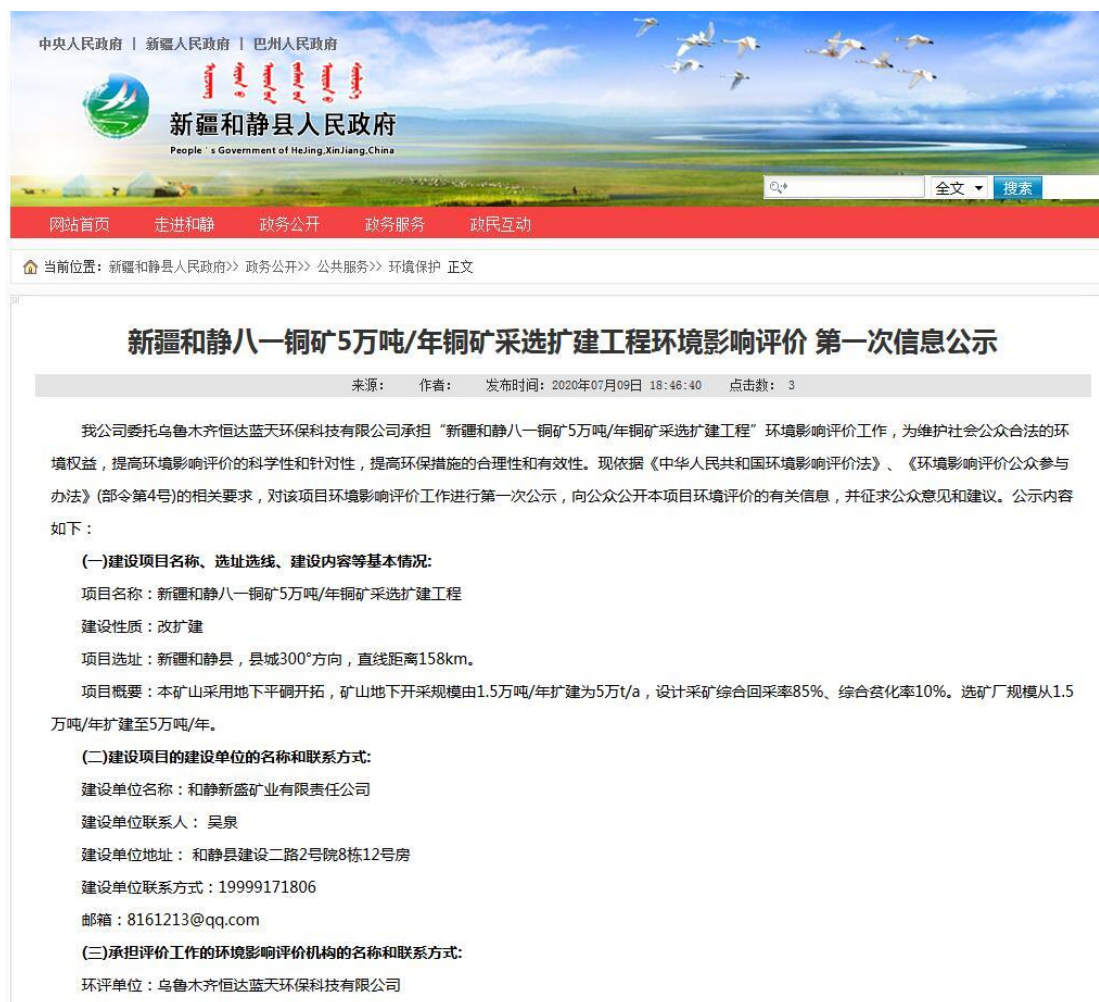 中央人民政府 | 新疆人民政府 | 巴州人民政府
新疆和静县人民政府
People's Government of HeJing,XinJiang,China
全文
搜索
网站首页 走进和静 政务公开 政务服务 政民互动
当前位置：新疆和静县人民政府>> 政务公开>> 公共服务>> 环境保护 正文
新疆和静八一铜矿5万吨/年铜矿采选扩建工程环境影响评价 第一次信息公示
来源： 作者： 发布时间：2020年07月09日 18:46:40 点击数： 3
我公司委托乌鲁木齐恒达蓝天环保科技有限公司承担“新疆和静八一铜矿5万吨/年铜矿采选扩建工程”环境影响评价工作，为维护社会公众合法的环
境权益，提高环境影响评价的科学性和针对性，提高环保措施的合理性和有效性。现依据《中华人民共和国环境影响评价法》、《环境影响评价公众参与
办法》(部令第4号)的相关要求，对该项目环境影响评价工作进行第一次公示，向公众公开本项目环境评价的有关信息，并征求公众意见和建议。公示内容
如下：
(一)建设项目名称、选址选线、建设内容等基本情况:
项目名称：新疆和静八一铜矿5万吨/年铜矿采选扩建工程
建设性质：改扩建
项目选址：新疆和静县，县城300°方向，直线距离158km。
项目概要：本矿山采用地下平硐开拓，矿山地下开采规模由1.5万吨/年扩建为5万t/a，设计采矿综合回采率85%、综合贫化率10%。选矿厂规模从1.5
万吨/年扩建至5万吨/年。
(二)建设项目的建设单位的名称和联系方式:
建设单位名称：和静新盛矿业有限责任公司
建设单位联系人： 吴泉
建设单位地址： 和静县建设二路2号院8栋12号房
建设单位联系方式：19999171806
邮箱：8161213@qq.com
(三)承担评价工作的环境影响评价机构的名称和联系方式:
环评单位：乌鲁木齐恒达蓝天环保科技有限公司